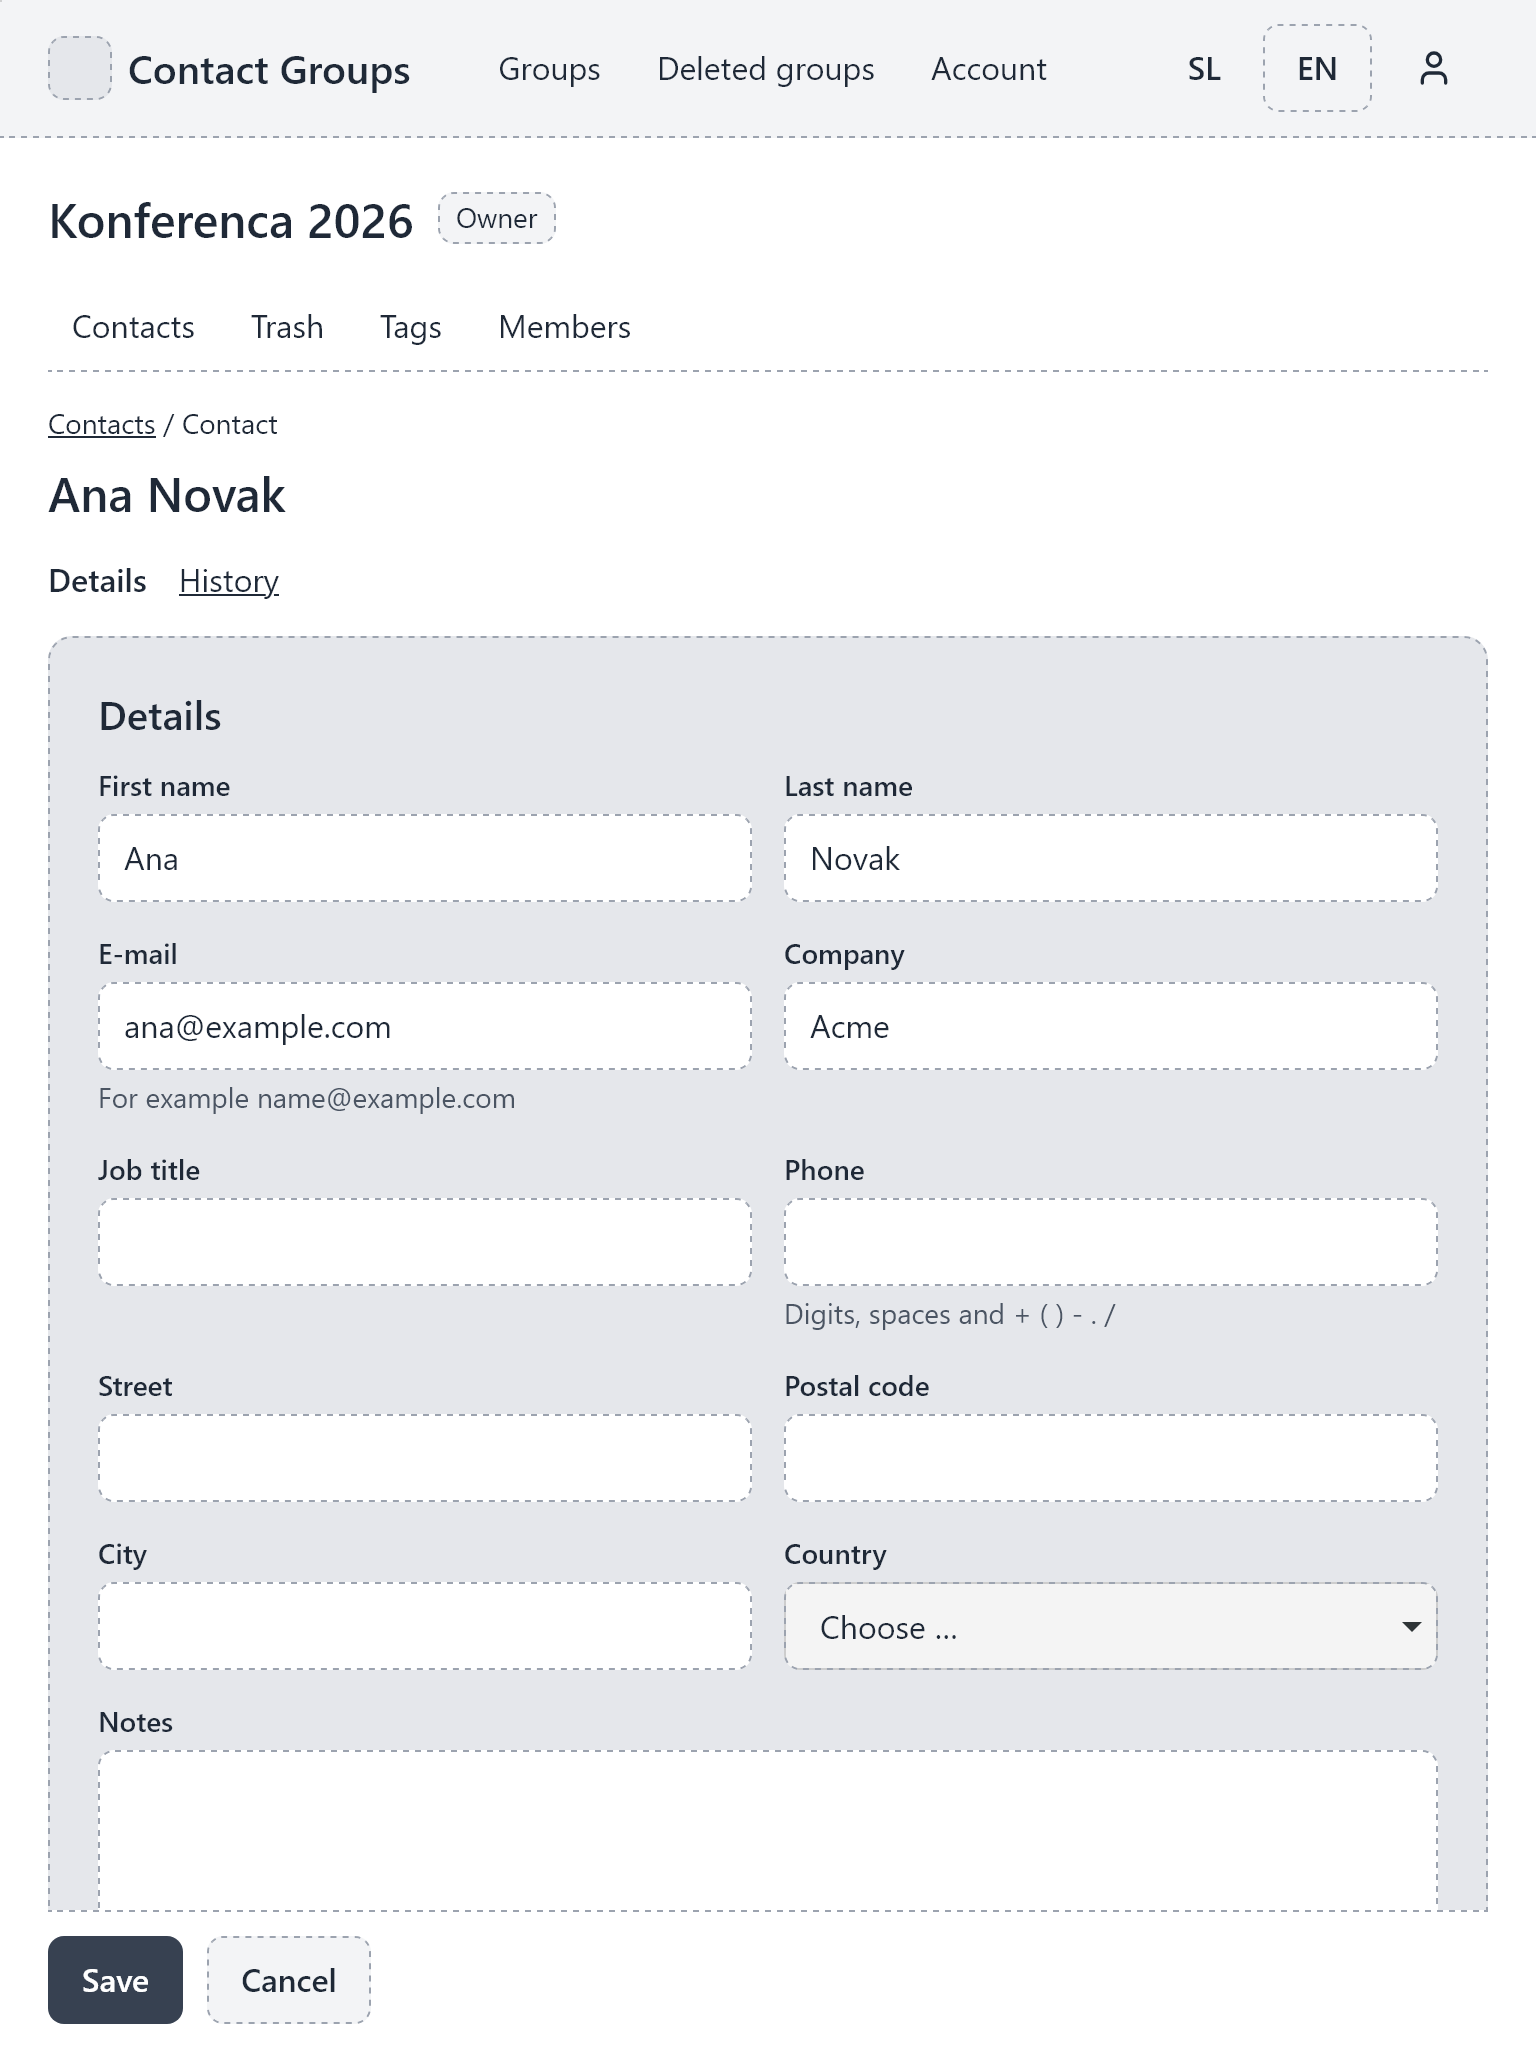 Contact Groups Groups Deleted groups Account SL EN
Konferenca 2026 Owner
Contacts Trash Tags Members
Contacts / Contact
Ana Novak
Details History
Details
First name Last name
Ana Novak
E-mail Company
ana@example.com Acme
For example name@example.com
Job title Phone
Digits, spaces and + ( ) - . /
Street Postal code
City Country
Choose ...
Notes
Save Cancel